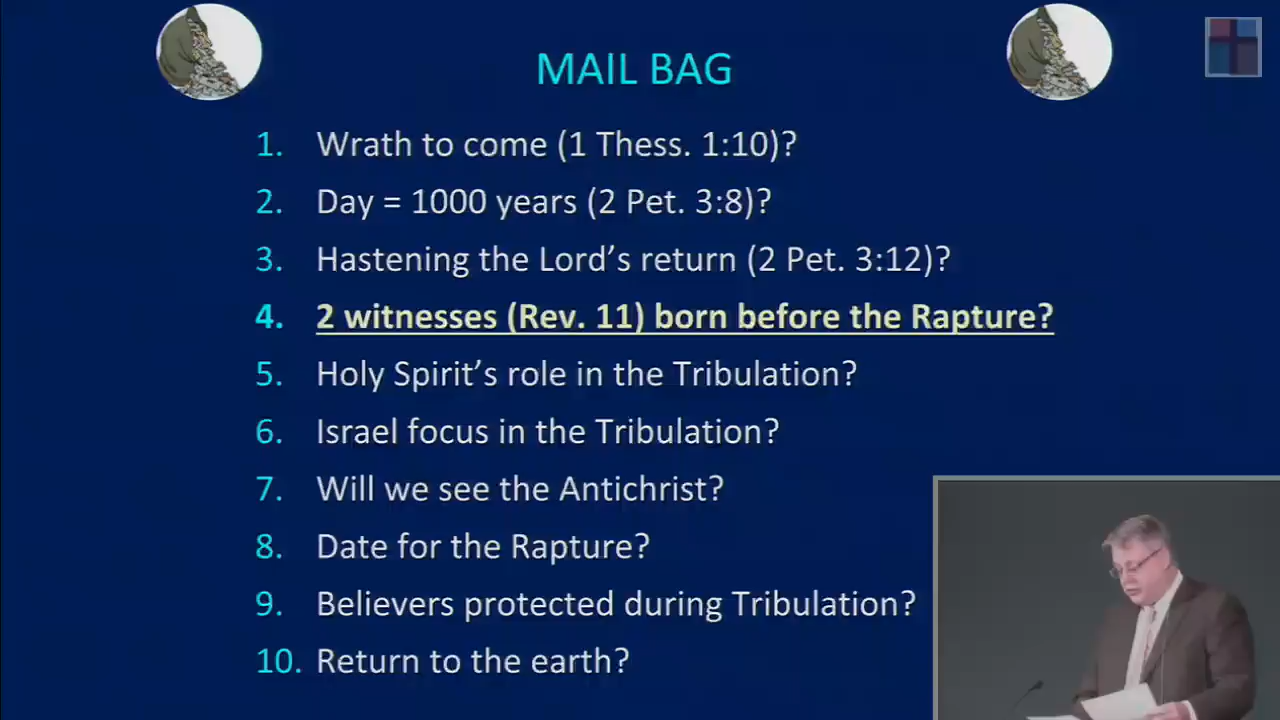 MAIL BAG
1. Wrath to come (1 Thess. 1:10)?
2. Day = 1000 years (2 Pet. 3:8)?
3. Hastening the Lord's return (2 Pet. 3:12)?
4. 2 witnesses (Rev. 11) born before the Rapture?
5. Holy Spirit's role in the Tribulation?
6. Israel focus in the Tribulation?
7. Will we see the Antichrist?
8. Date for the Rapture?
9. Believers protected during Tribulation?
10. Return to the earth?